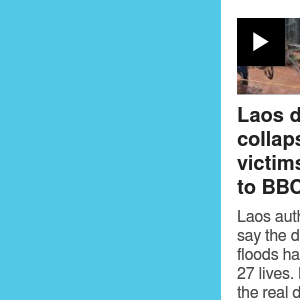 Laos d
collaps
victims
to BBC
Laos auth
say the d
floods ha
27 lives.
the real d